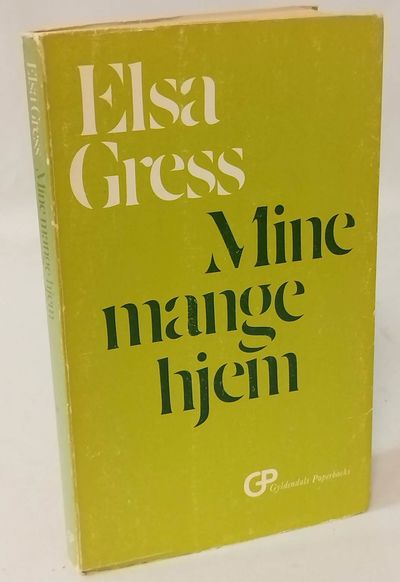 Elsa
Gress
Mine
mange
hjem
GP Gyldendals Paperbacks
Elsa Gress Mine mange hjem